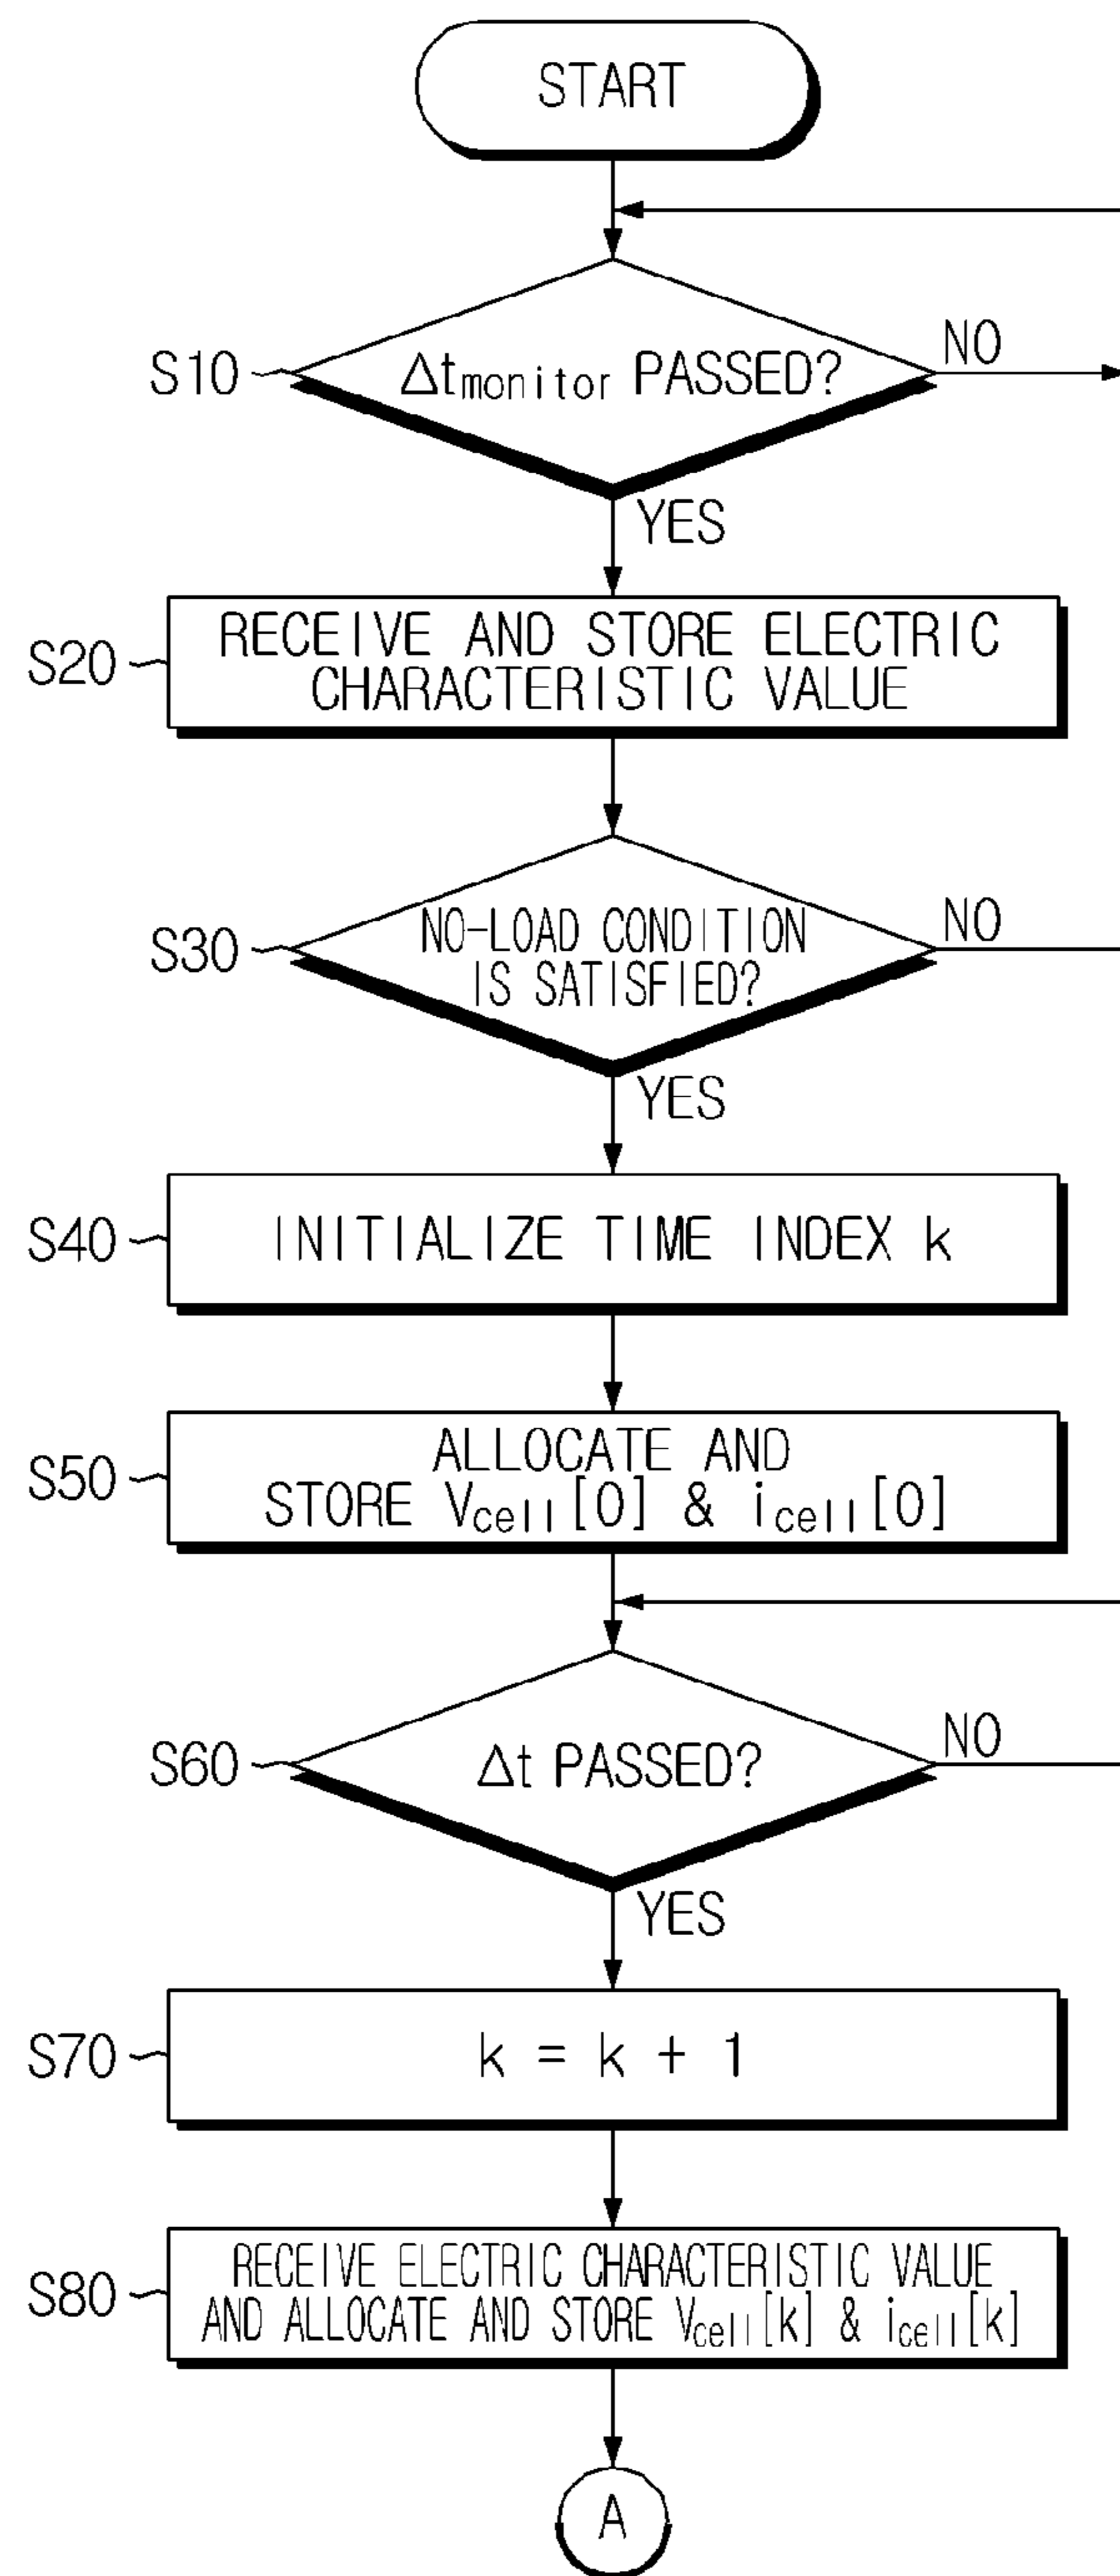 START
S10
Δtmonitor PASSED?
NO
YES
S20
RECEIVE AND STORE ELECTRIC
CHARACTERISTIC VALUE
S30
NO-LOAD CONDITION
IS SATISFIED?
NO
YES
S40
INITIALIZE TIME INDEX k
S50
ALLOCATE AND
STORE Vcell[0] & icell[0]
S60
Δt PASSED?
NO
YES
S70
k = k + 1
S80
RECEIVE ELECTRIC CHARACTERISTIC VALUE
AND ALLOCATE AND STORE Vcell[k] & icell[k]
A